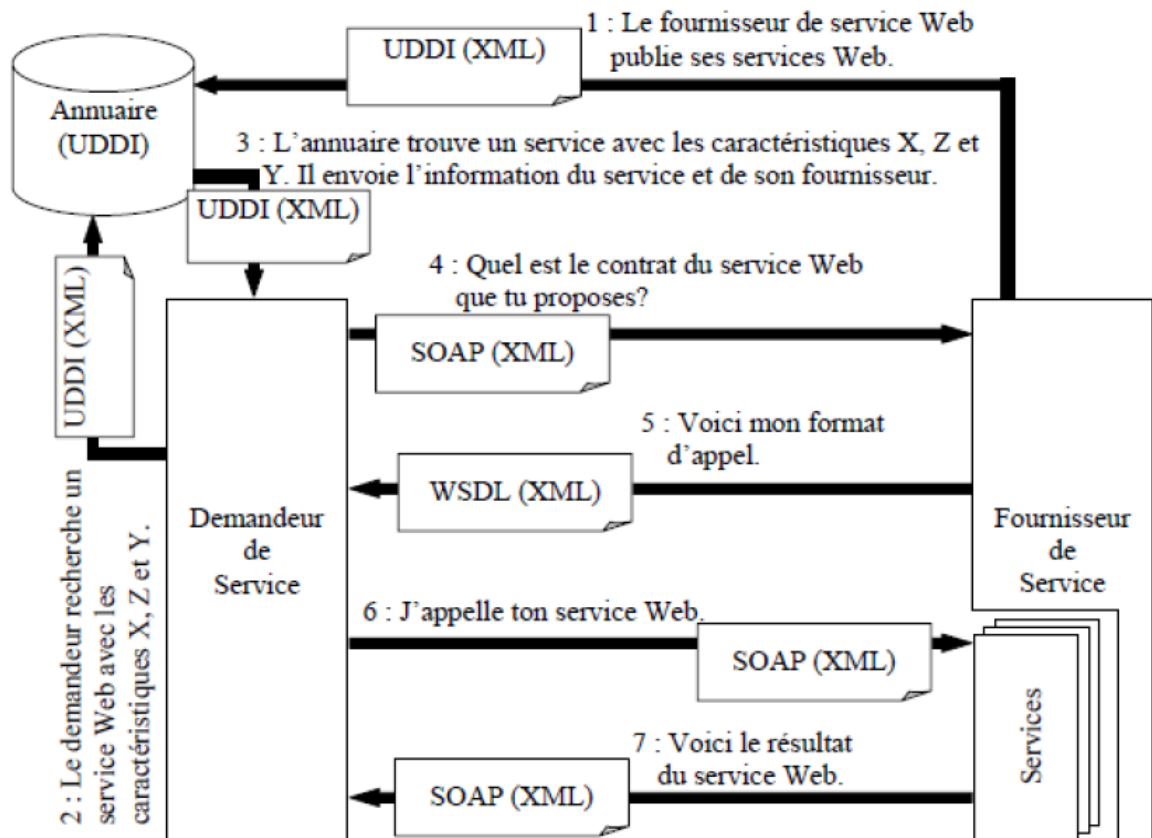 1 : Le fournisseur de service Web
publie ses services Web.
UDDI (XML)
Annuaire
(UDDI)
3 : L’annuaire trouve un service avec les caractéristiques X, Z et
Y. Il envoie l’information du service et de son fournisseur.
UDDI (XML)
UDDI (XML)
4 : Quel est le contrat du service Web
que tu proposes?
SOAP (XML)
5 : Voici mon format
d’appel.
WSDL (XML)
Demandeur
de
Service
Fournisseur
de
Service
2 : Le demandeur recherche un
service Web avec les
caractéristiques X, Z et Y.
6 : J’appelle ton service Web.
SOAP (XML)
Services
7 : Voici le résultat
du service Web.
SOAP (XML)